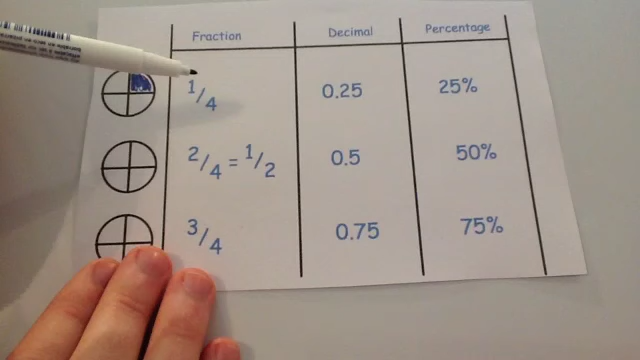 Fraction Decimal Percentage
1/4 0.25 25%
2/4 = 1/2 0.5 50%
3/4 0.75 75%